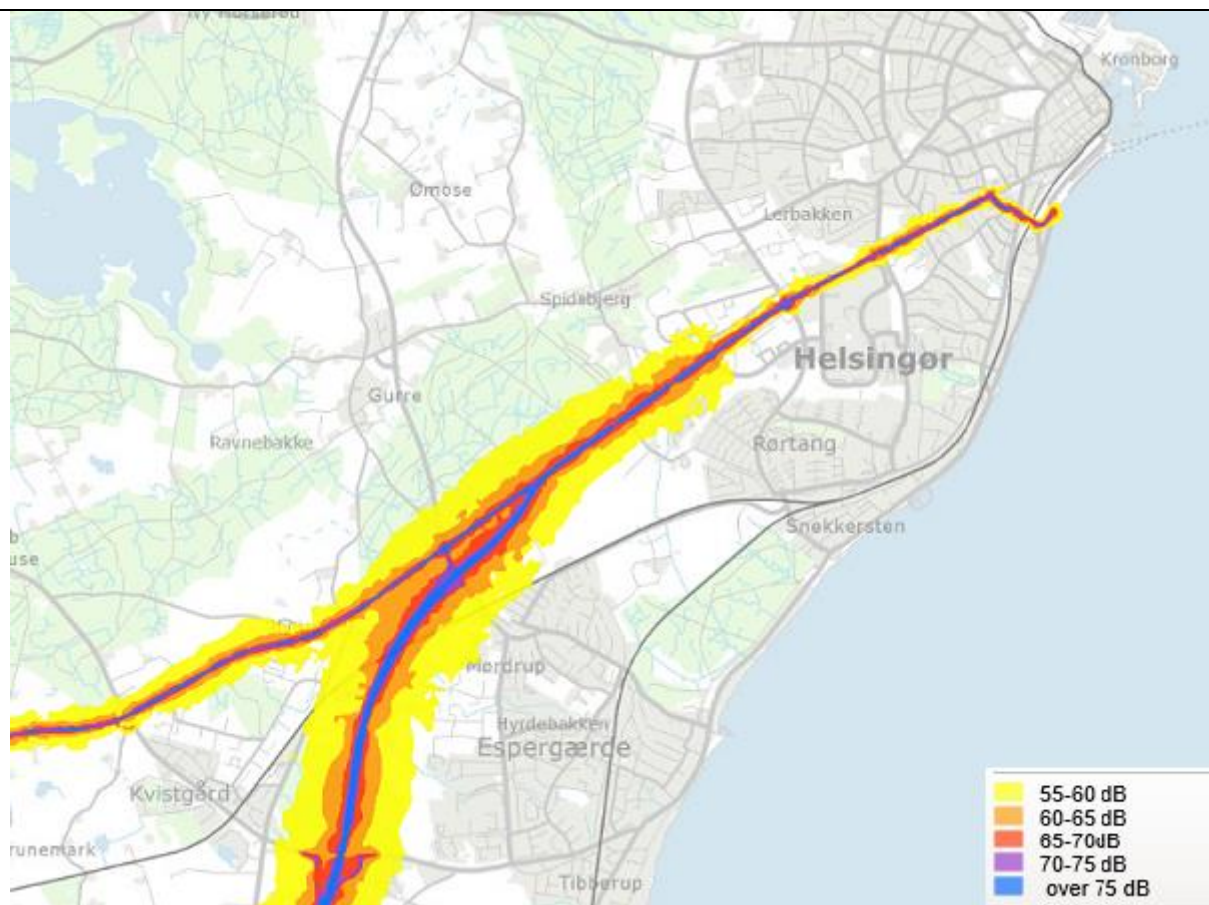 Kronborg
Ømose
Lerbakken
Spidsbjerg
Helsingør
Gurre
Ravnebakke
Rørtang
Snekkersten
Mørdrup
Hyrdebakken
Espergærde
Kvistgård
Tibberup
55-60 dB
60-65 dB
65-70dB
70-75 dB
over 75 dB